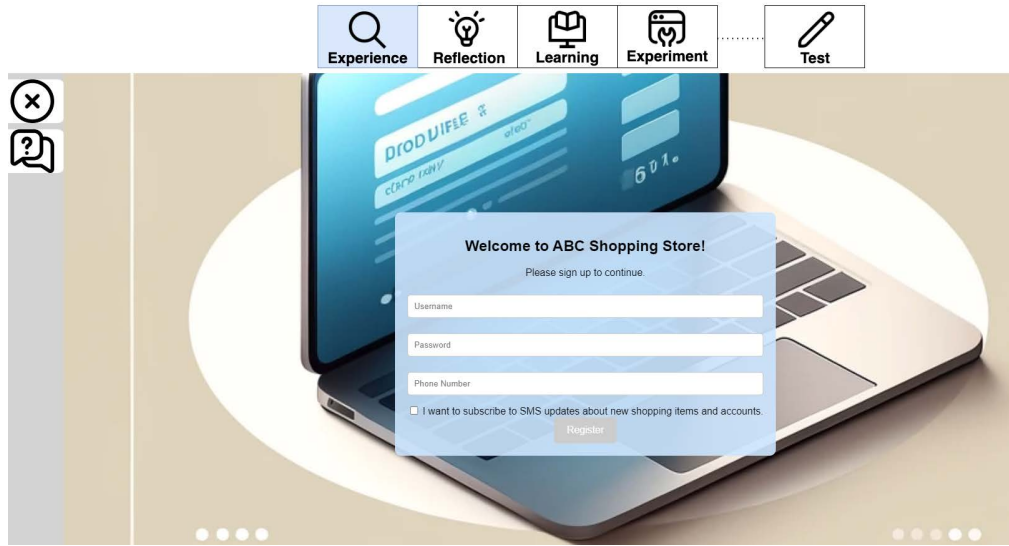 Experience Reflection Learning Experiment Test
Welcome to ABC Shopping Store!
Please sign up to continue.
Username
Password
Phone Number
I want to subscribe to SMS updates about new shopping items and accounts.
Register